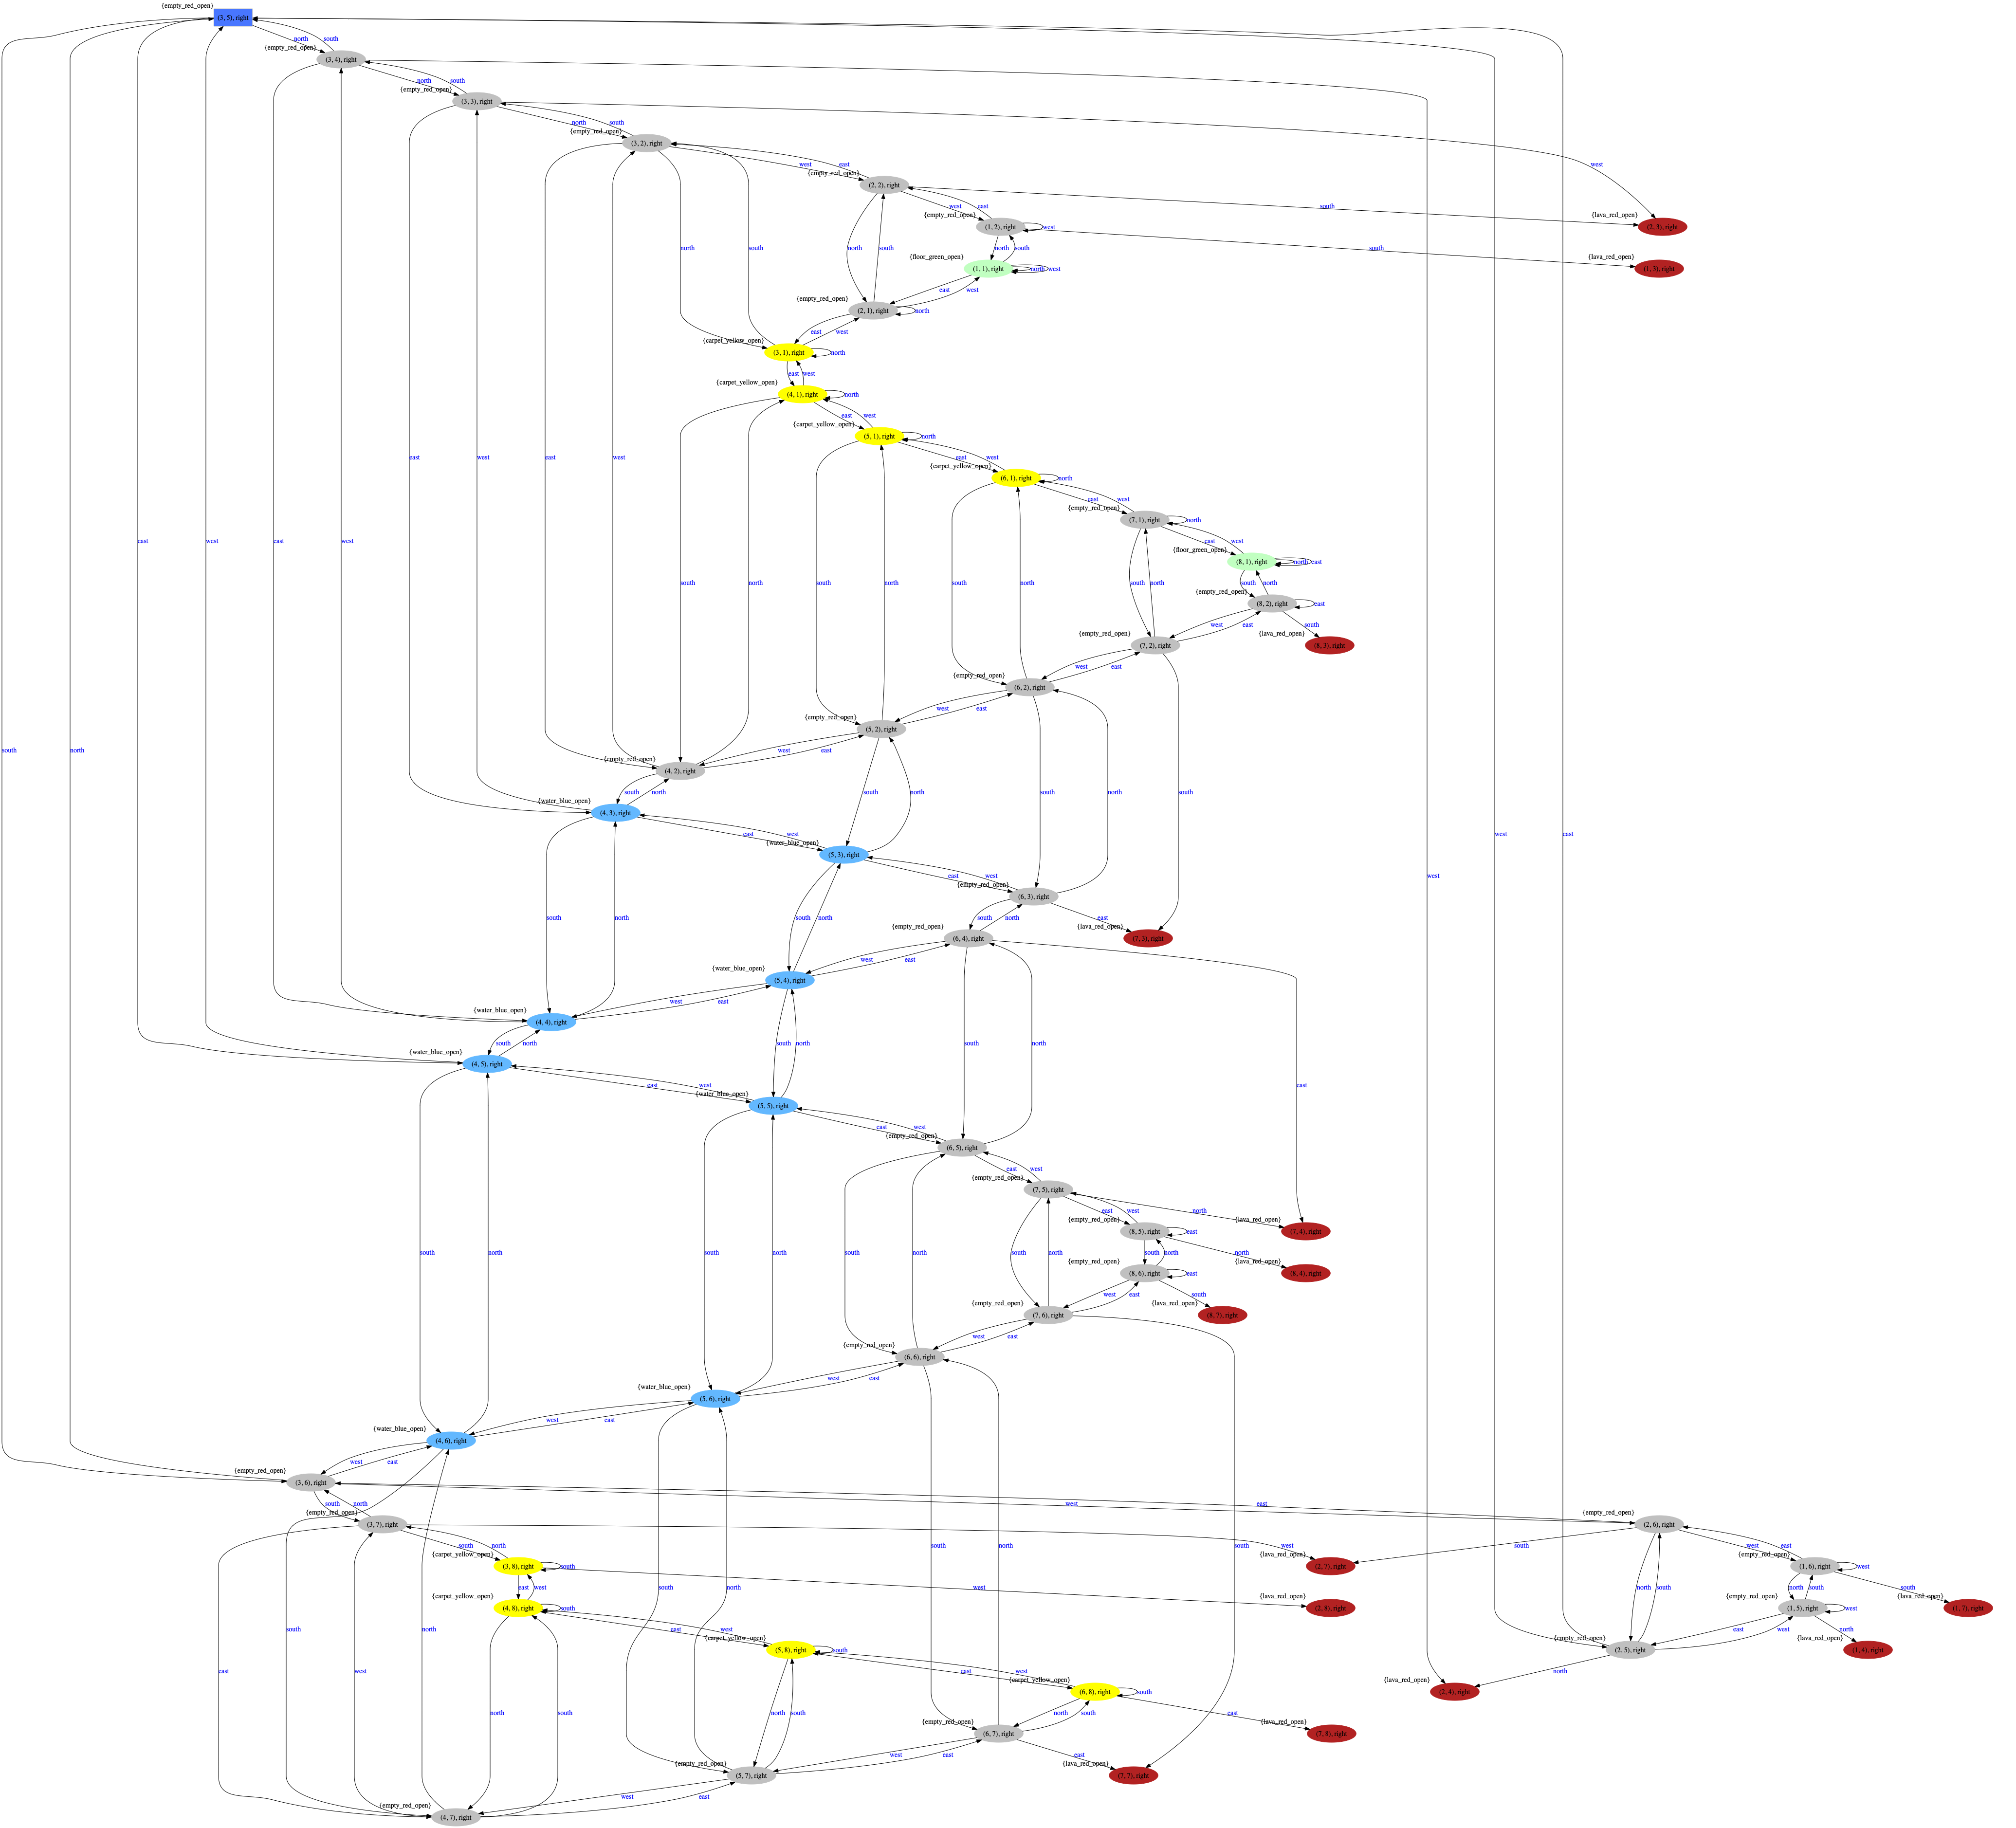 {empty_red_open}
(3, 5), right
north
south
{empty_red_open}
(3, 4), right
north
south
{empty_red_open}
(3, 3), right
north
south
{empty_red_open}
(3, 2), right
west
east
west
{empty_red_open}
(2, 2), right
west
east
south
{empty_red_open}
{lava_red_open}
(1, 2), right
west
(2, 3), right
north
south
north
south
north
south
south
{floor_green_open}
{lava_red_open}
(1, 1), right
north
west
(1, 3), right
east
west
{empty_red_open}
(2, 1), right
north
east
west
{carpet_yellow_open}
(3, 1), right
north
east
west
{carpet_yellow_open}
(4, 1), right
north
east
west
{carpet_yellow_open}
(5, 1), right
north
east
west
east
west
east
west
{carpet_yellow_open}
(6, 1), right
north
east
west
{empty_red_open}
(7, 1), right
north
east
west
east
west
east
west
{floor_green_open}
(8, 1), right
north
east
south
north
south
north
south
north
south
north
south
north
{empty_red_open}
(8, 2), right
east
west
east
south
{empty_red_open}
{lava_red_open}
(7, 2), right
(8, 3), right
west
east
{empty_red_open}
(6, 2), right
west
east
{empty_red_open}
(5, 2), right
south
north
west
east
{empty_red_open}
(4, 2), right
south
north
south
north
south
north
south
{water_blue_open}
(4, 3), right
east
west
{water_blue_open}
(5, 3), right
west
east
east
west
{empty_red_open}
(6, 3), right
south
north
south
north
south
north
east
{empty_red_open}
{lava_red_open}
(6, 4), right
(7, 3), right
west
east
{water_blue_open}
(5, 4), right
west
east
{water_blue_open}
(4, 4), right
south
north
south
north
south
north
{water_blue_open}
(4, 5), right
east
west
east
{water_blue_open}
(5, 5), right
east
west
{empty_red_open}
(6, 5), right
east
west
{empty_red_open}
(7, 5), right
north
east
west
{empty_red_open}
{lava_red_open}
(8, 5), right
east
(7, 4), right
south
north
south
north
south
north
south
north
south
north
north
{empty_red_open}
{lava_red_open}
(8, 6), right
east
(8, 4), right
west
east
south
{empty_red_open}
{lava_red_open}
(7, 6), right
(8, 7), right
west
east
{empty_red_open}
(6, 6), right
west
east
{water_blue_open}
(5, 6), right
west
east
{water_blue_open}
(4, 6), right
west
east
{empty_red_open}
(3, 6), right
south
north
west
east
{empty_red_open}
{empty_red_open}
(3, 7), right
(2, 6), right
south
north
south
north
south
west
south
west
east
{carpet_yellow_open}
{lava_red_open}
{empty_red_open}
(3, 8), right
south
(2, 7), right
(1, 6), right
west
east
west
west
north
south
north
south
south
{carpet_yellow_open}
{lava_red_open}
{empty_red_open}
{lava_red_open}
(4, 8), right
south
(2, 8), right
(1, 5), right
west
(1, 7), right
south
north
east
west
east
west
north
{carpet_yellow_open}
{empty_red_open}
{lava_red_open}
(5, 8), right
south
(2, 5), right
(1, 4), right
east
west
east
west
north
{carpet_yellow_open}
{lava_red_open}
(6, 8), right
south
(2, 4), right
north
south
north
south
north
south
east
{empty_red_open}
{lava_red_open}
(6, 7), right
(7, 8), right
west
east
east
{empty_red_open}
{lava_red_open}
(5, 7), right
(7, 7), right
west
east
{empty_red_open}
(4, 7), right